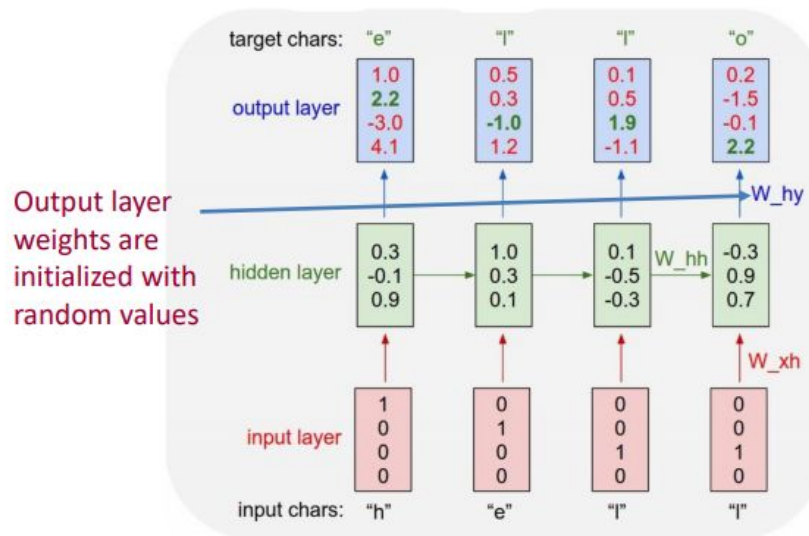 target chars: “e” “l” “l” “o”
1.0 0.5 0.1 0.2
2.2 0.3 0.5 -1.5
output layer
-3.0 -1.0 1.9 -0.1
4.1 1.2 -1.1 2.2
Output layer
weights are
initialized with
random values
W_hy
0.3 1.0 0.1 -0.3
hidden layer -0.1 0.3 -0.5 W_hh 0.9
0.9 0.1 -0.3 0.7
W_xh
1 0 0 0
0 1 0 0
input layer
0 0 1 1
0 0 0 0
input chars: “h” “e” “l” “l”